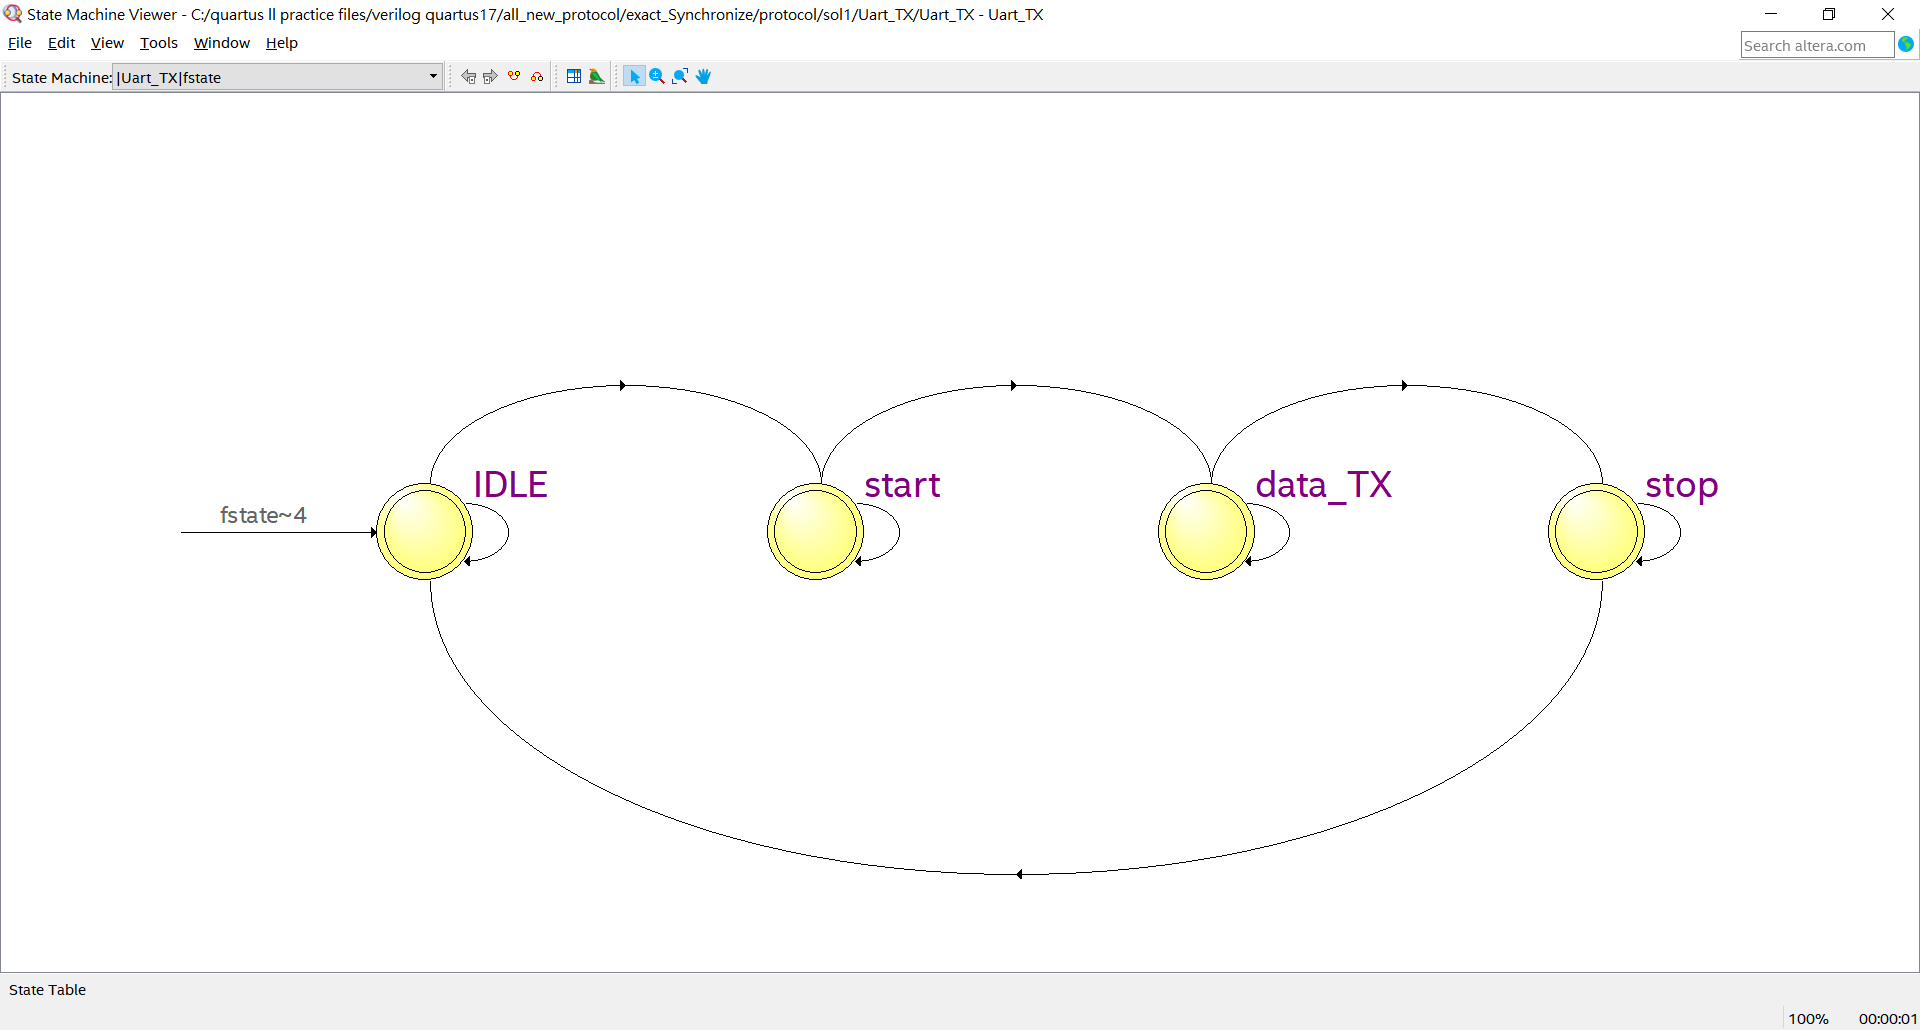 State Machine Viewer - C:/quartus ll practice files/verilog quartus17/all_new_protocol/exact_Synchronize/protocol/sol1/Uart_TX/Uart_TX - Uart_TX
File Edit View Tools Window Help
Search altera.com
State Machine: |Uart_TX|fstate
IDLE start data_TX stop
fstate~4
State Table
100% 00:00:01